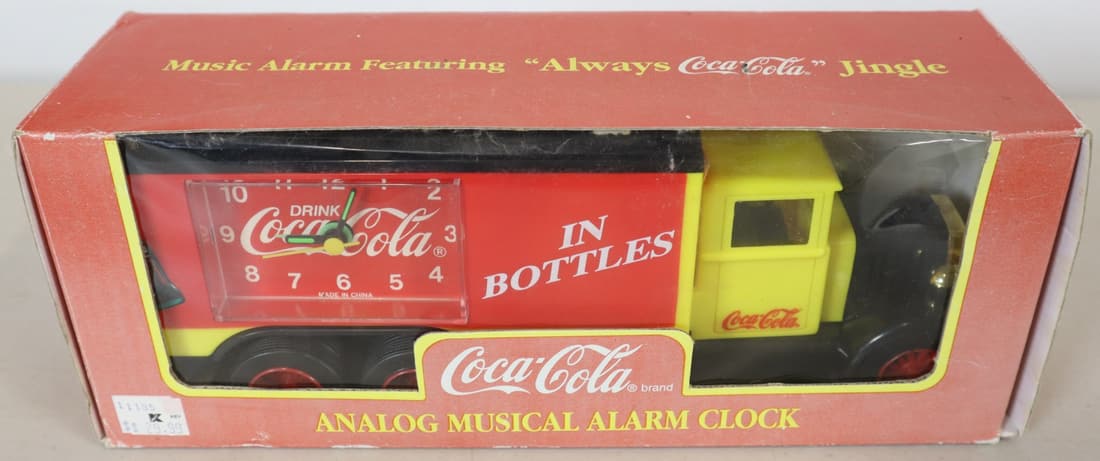 Music Alarm Featuring "Always Coca-Cola" Jingle
10 11 12 1 2
DRINK
Coca-Cola®
9 3
8 7 6 5 4
MADE IN CHINA
IN
BOTTLES
Coca-Cola
Coca-Cola® brand
ANALOG MUSICAL ALARM CLOCK